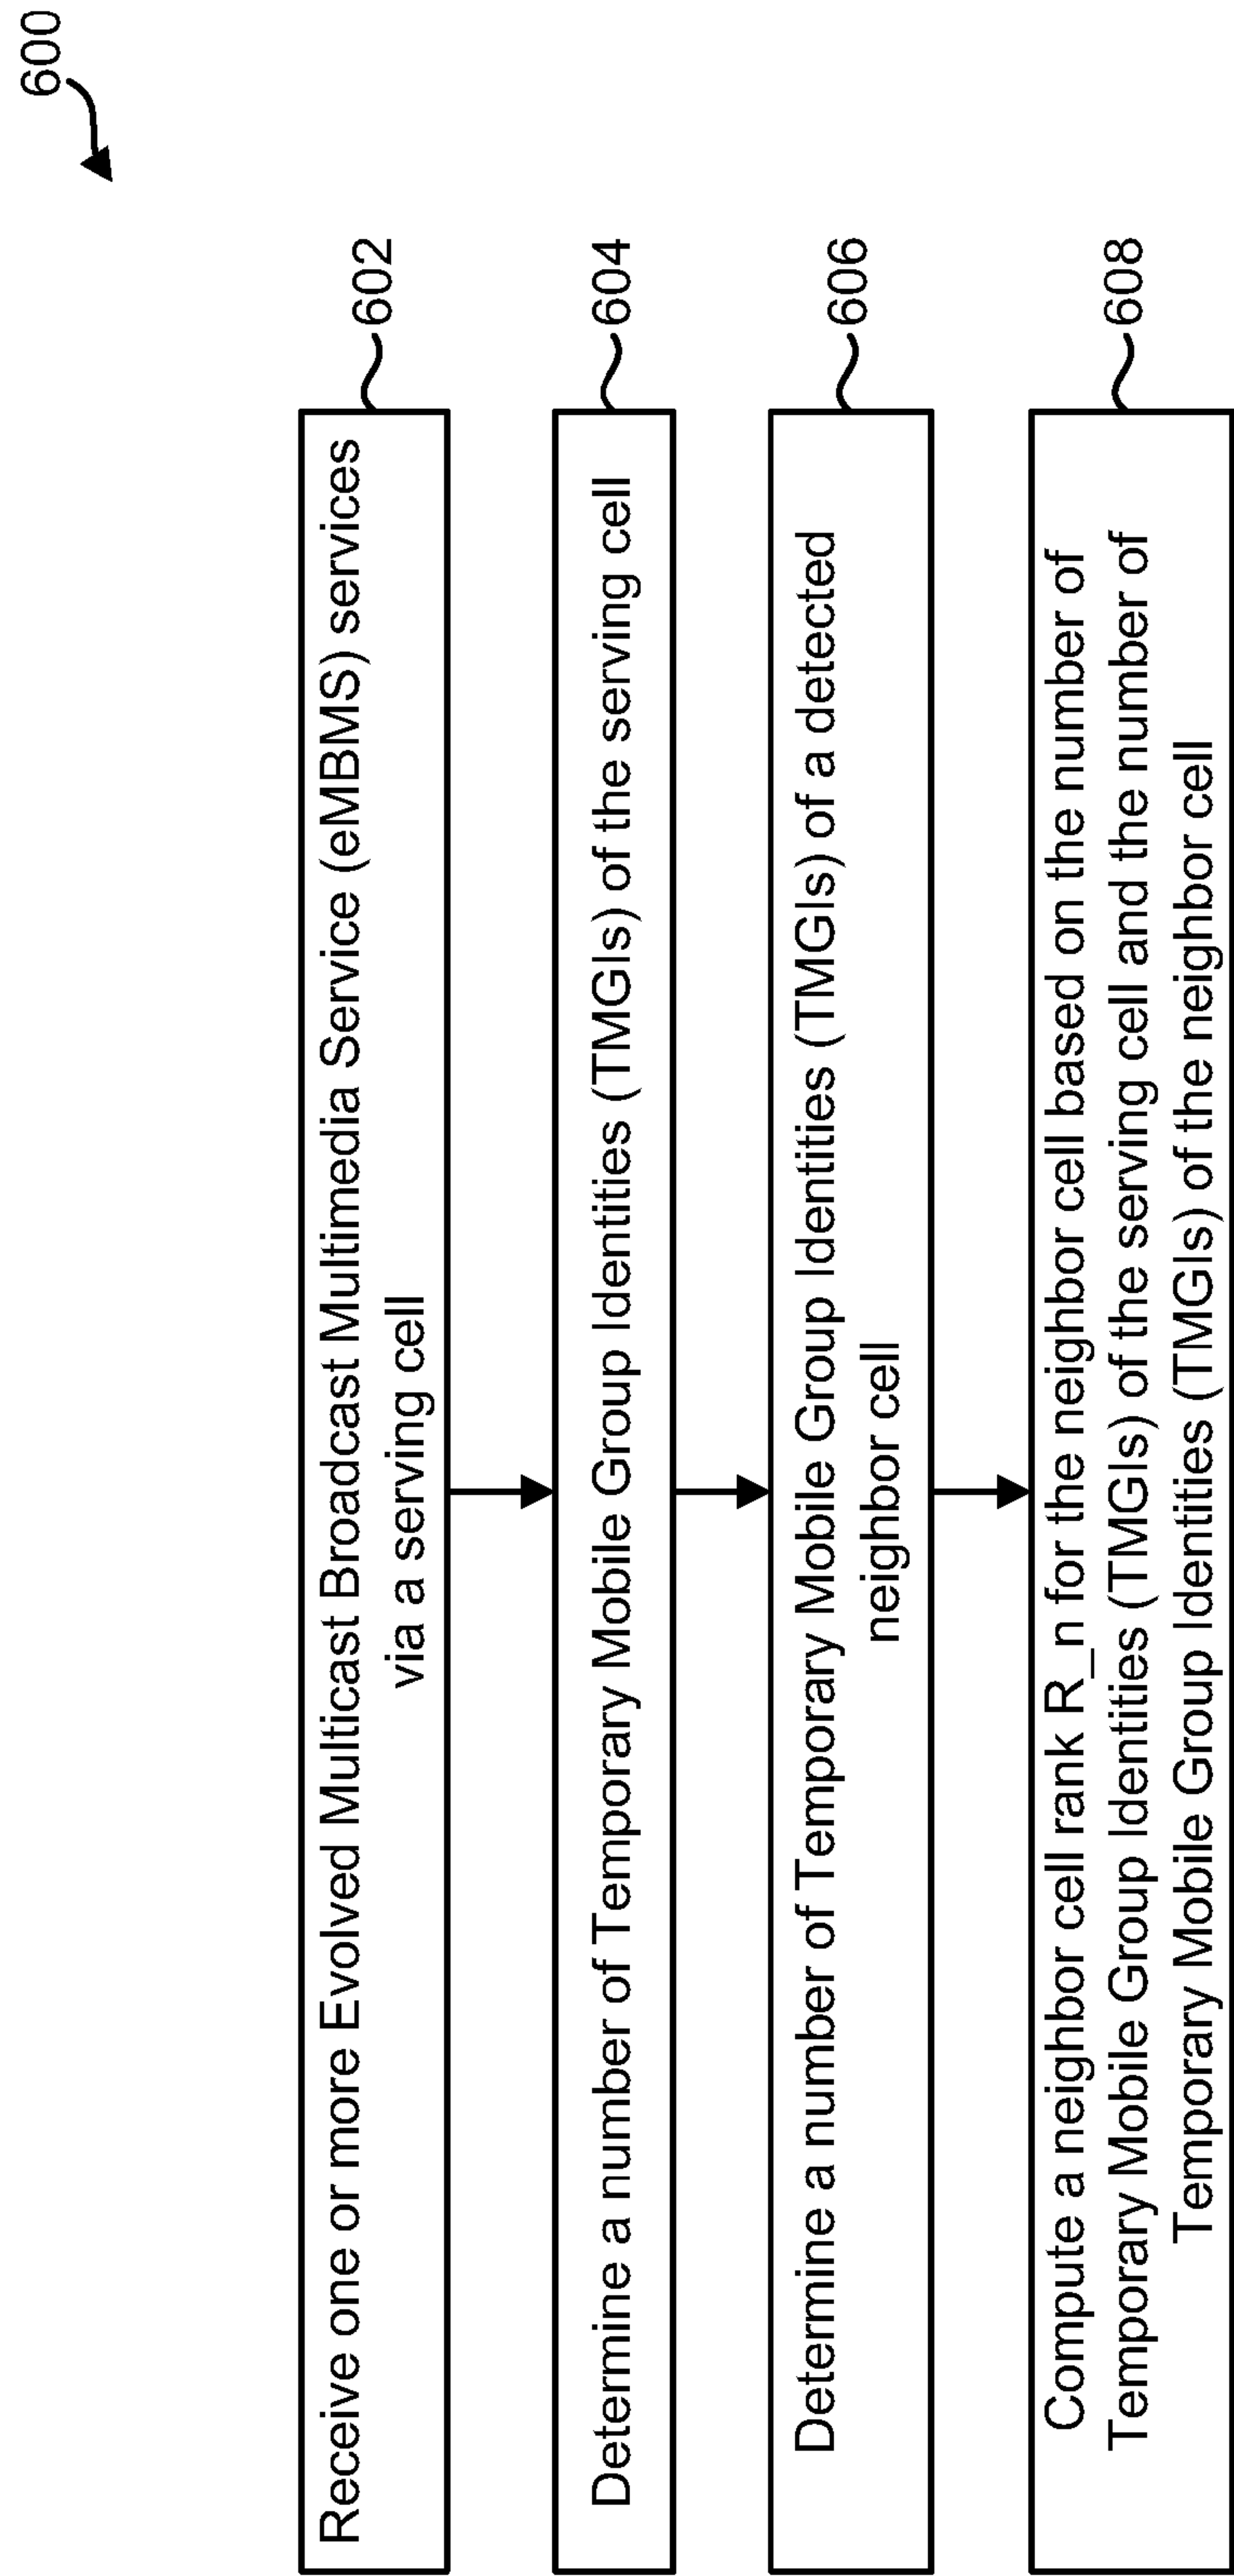 600
Receive one or more Evolved Multicast Broadcast Multimedia Service (eMBMS) services
via a serving cell
602
Determine a number of Temporary Mobile Group Identities (TMGIs) of the serving cell
604
Determine a number of Temporary Mobile Group Identities (TMGIs) of a detected
neighbor cell
606
Compute a neighbor cell rank R_n for the neighbor cell based on the number of
Temporary Mobile Group Identities (TMGIs) of the serving cell and the number of
Temporary Mobile Group Identities (TMGIs) of the neighbor cell
608